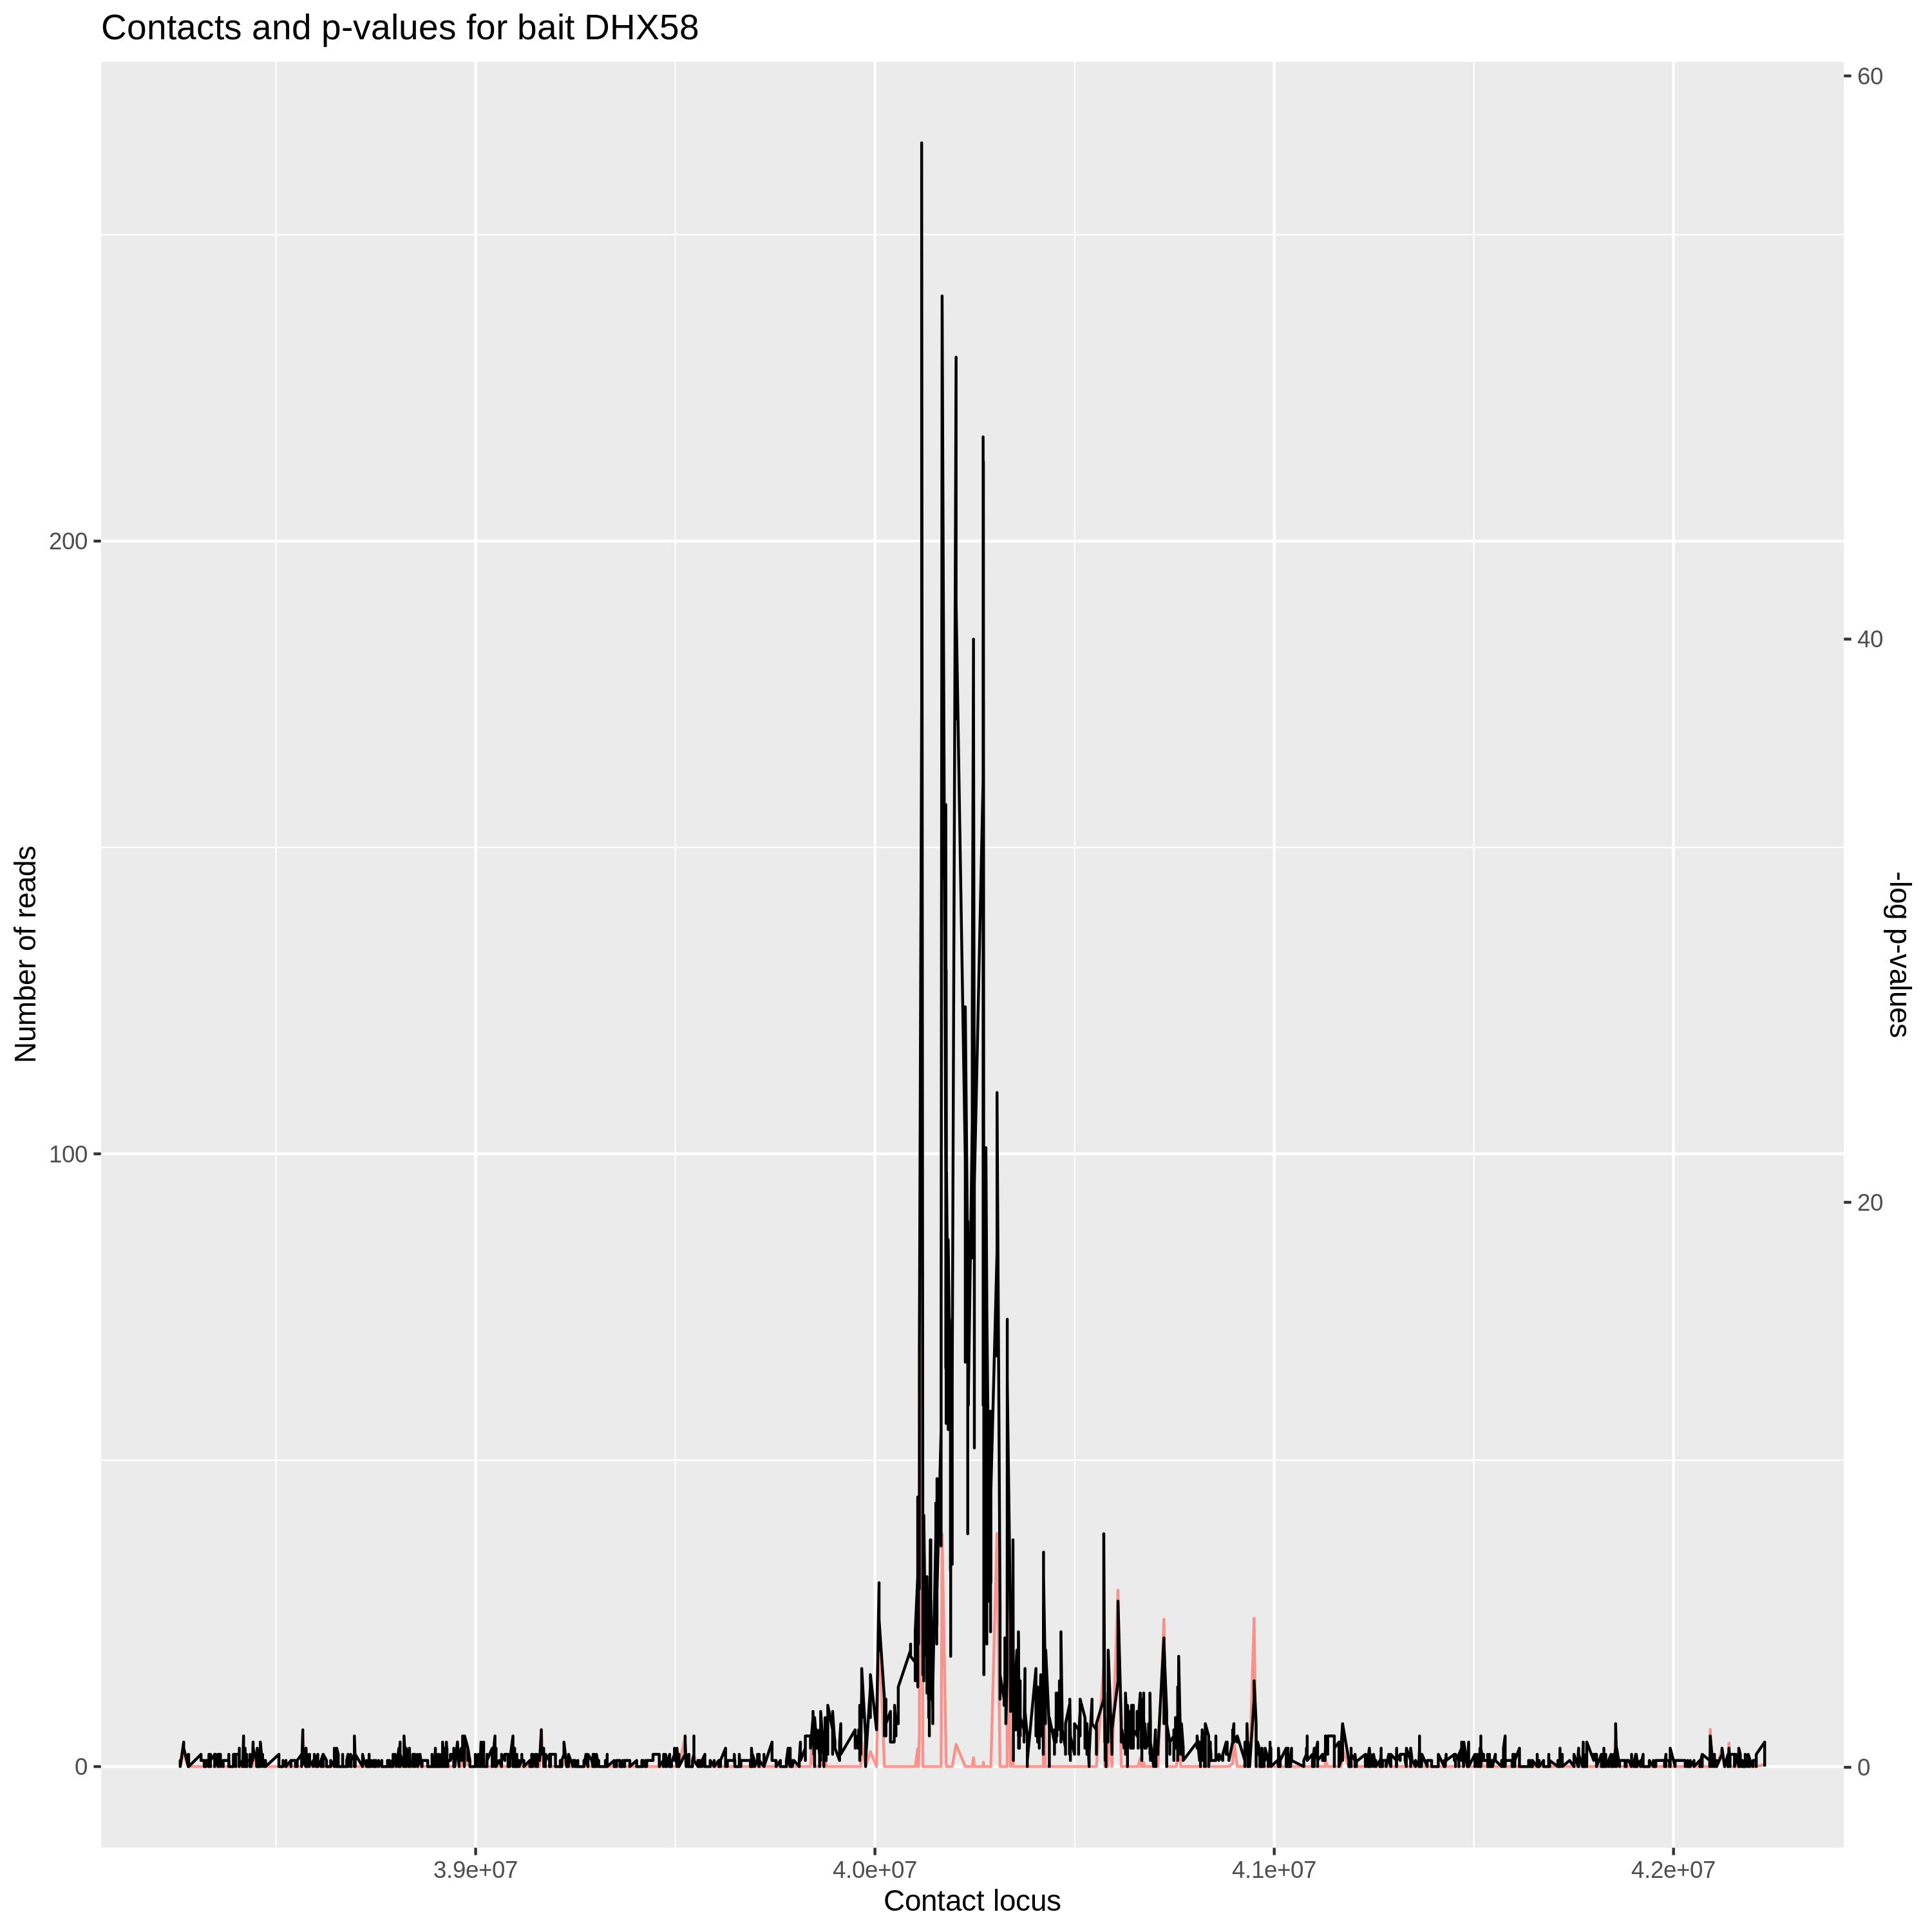 Contacts and p-values for bait DHX58
Number of reads
200
100
0
60
40
20
0
-log p-values
3.9e+07
4.0e+07
4.1e+07
4.2e+07
Contact locus